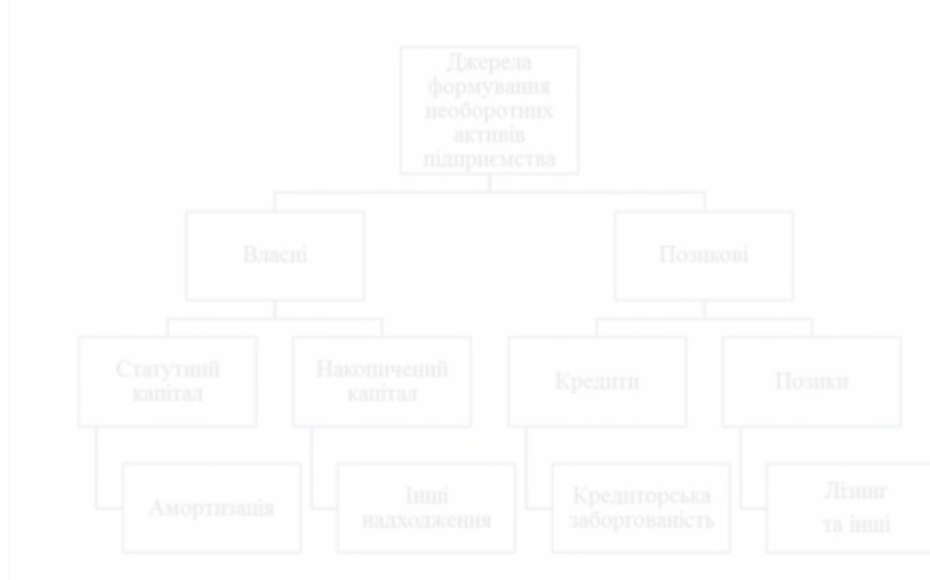 Джерела
формування
необоротних
активів
підприємства
Власні
Позикові
Статутний
капітал
Накопичений
капітал
Кредити
Позики
Амортизація
Інші
надходження
Кредиторська
заборгованість
Лізинг
та інші